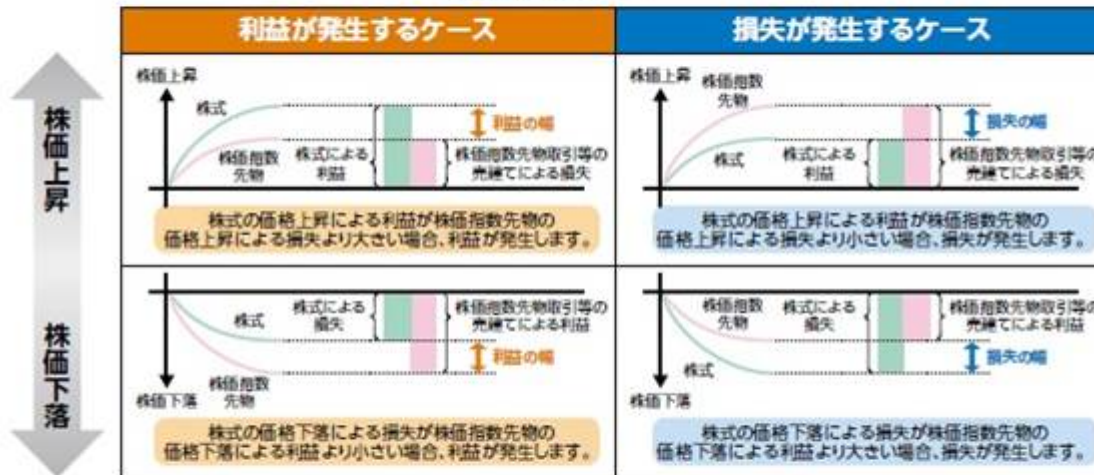 利益が発生するケース
損失が発生するケース
株価上昇
株価下落
株価上昇
株式
株価指数
先物
株式による
利益
利益の幅
株価指数先物取引等の
売建てによる損失
株式の価格上昇による利益が株価指数先物の
価格上昇による損失より大きい場合、利益が発生します。
株価上昇
株価指数
先物
株式
株式による
利益
損失の幅
株価指数先物取引等の
売建てによる損失
株式の価格上昇による利益が株価指数先物の
価格上昇による損失より小さい場合、損失が発生します。
株式
株価指数
先物
株価下落
株式による
損失
株価指数先物取引等の
売建てによる利益
利益の幅
株式の価格下落による損失が株価指数先物の
価格下落による利益より小さい場合、利益が発生します。
株価指数
先物
株式
株価下落
株式による
損失
株価指数先物取引等の
売建てによる利益
損失の幅
株式の価格下落による損失が株価指数先物の
価格下落による利益より大きい場合、損失が発生します。